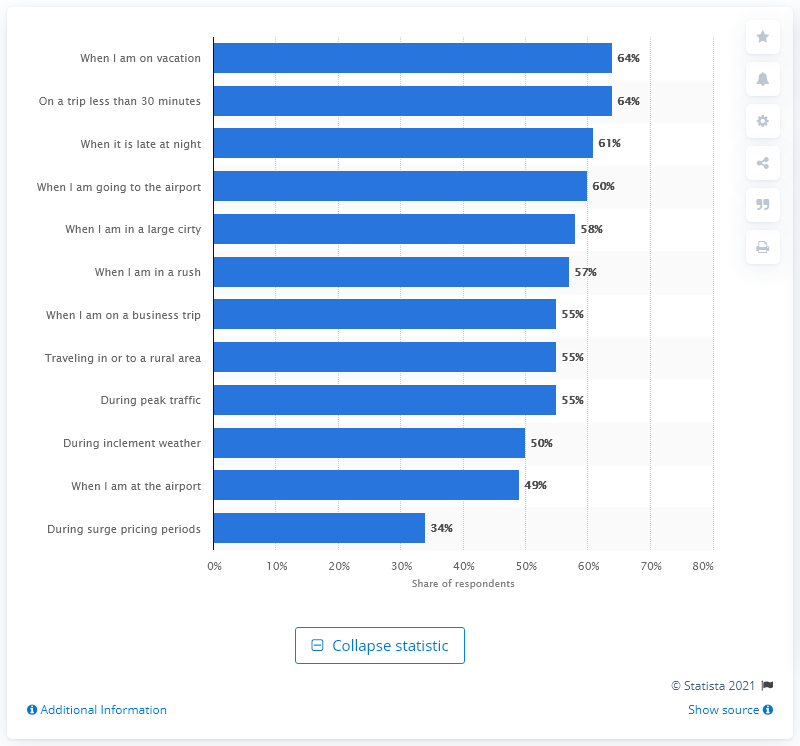 When I am on vacation 64%
On a trip less than 30 minutes 64%
When it is late at night 61%
When I am going to the airport 60%
When I am in a large cirty 58%
When I am in a rush 57%
When I am on a business trip 55%
Traveling in or to a rural area 55%
During peak traffic 55%
During inclement weather 50%
When I am at the airport 49%
During surge pricing periods 34%
0% 10% 20% 30% 40% 50% 60% 70% 80%
Share of respondents
Collapse statistic
© Statista 2021
Additional Information Show source